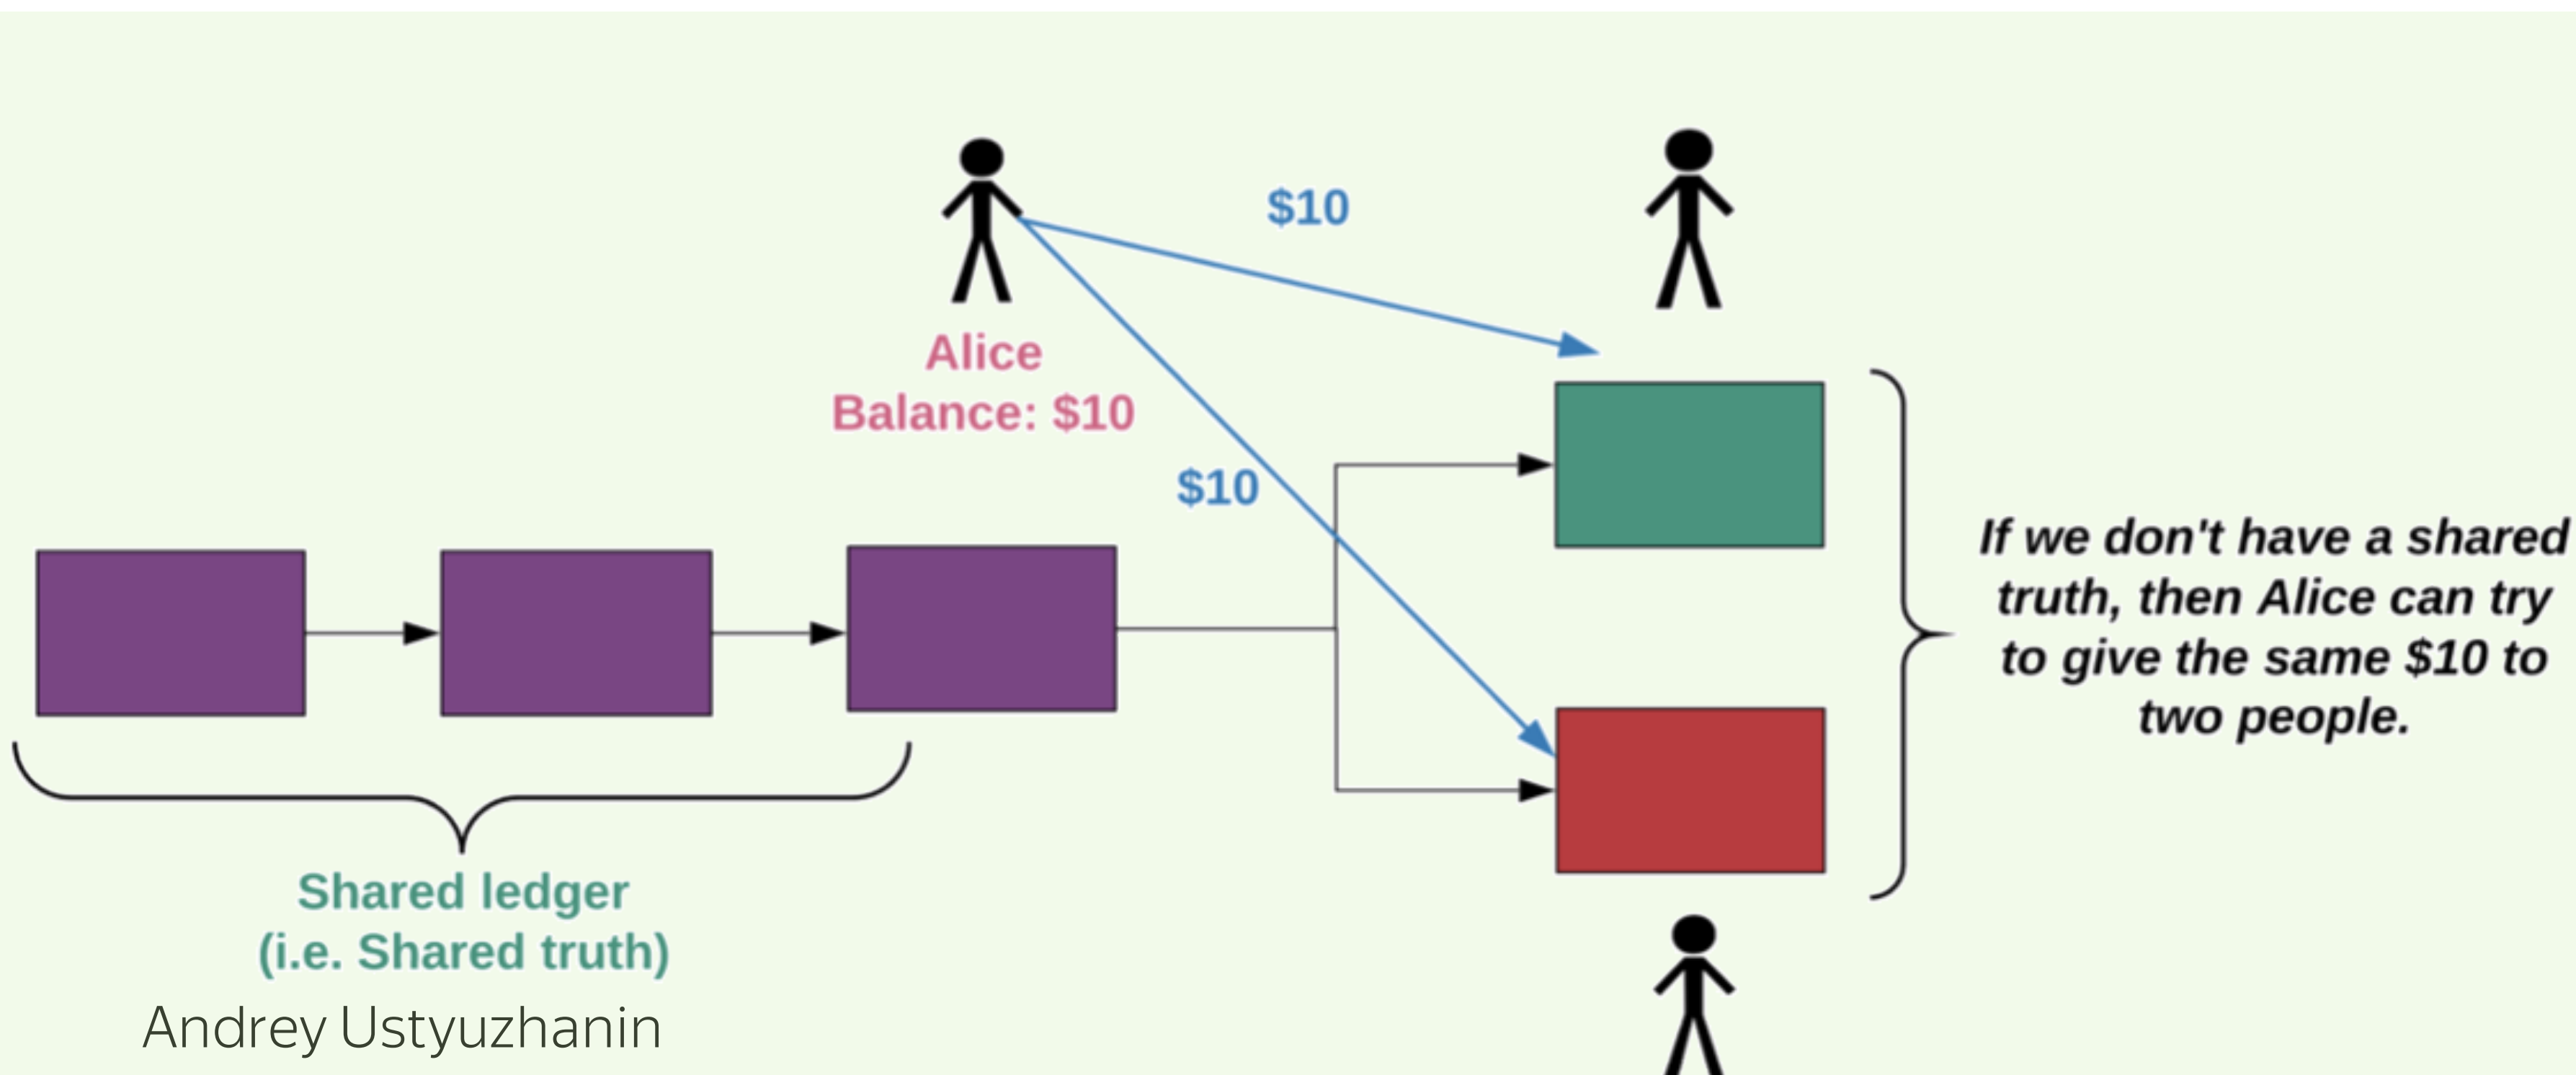 $10
Alice
Balance: $10
$10
If we don't have a shared
truth, then Alice can try
to give the same $10 to
two people.
Shared ledger
(i.e. Shared truth)
Andrey Ustyuzhanin